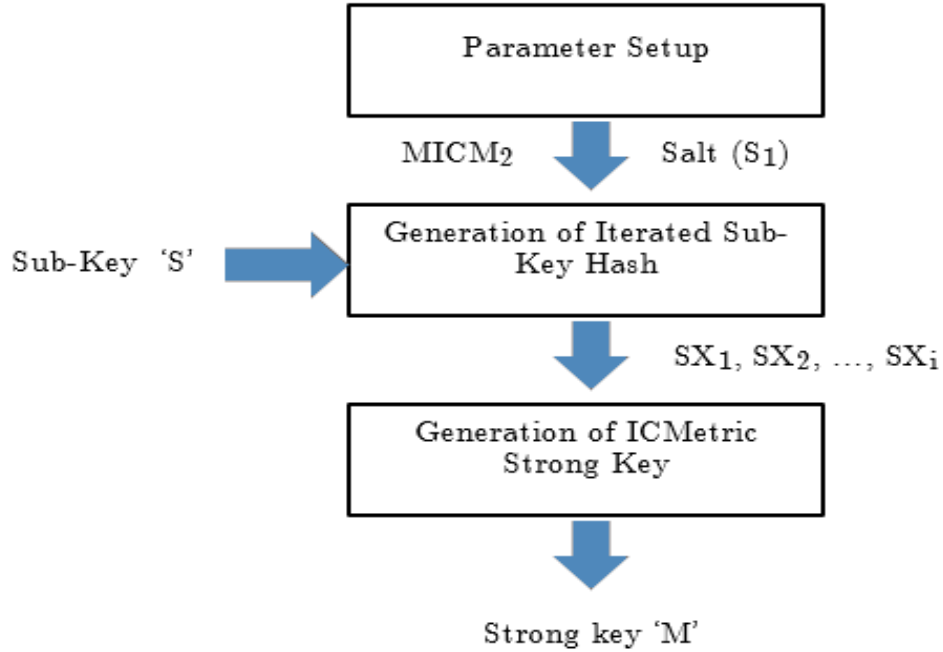 Parameter Setup
MICM2 Salt (S1)
Generation of Iterated Sub-
Key Hash
Sub-Key 'S'
SX1, SX2, ..., SXi
Generation of ICMetric
Strong Key
Strong key 'M'